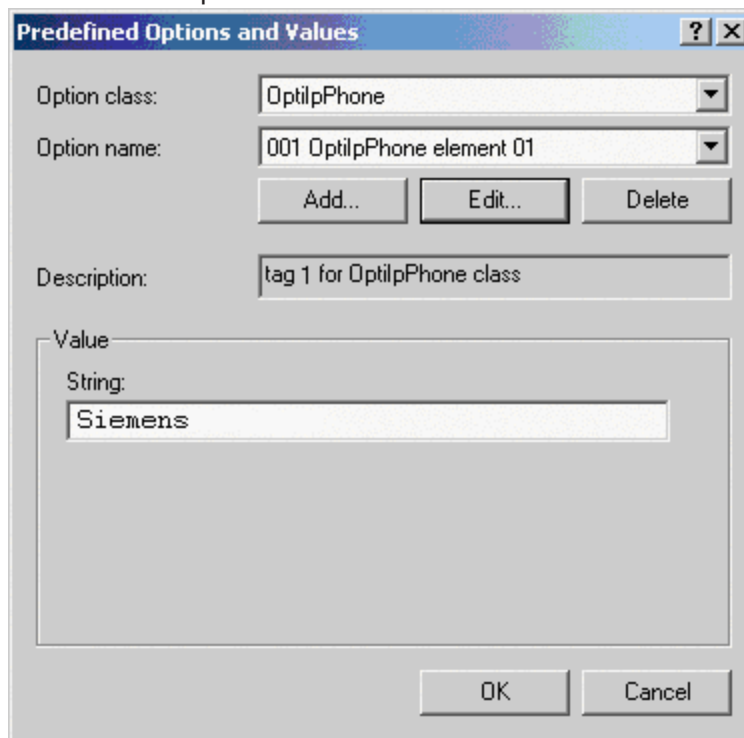 Predefined Options and Values
Option class: OptiIpPhone
Option name: 001 OptiIpPhone element 01
Add... Edit... Delete
Description: tag 1 for OptiIpPhone class
Value
String:
Siemens
OK Cancel